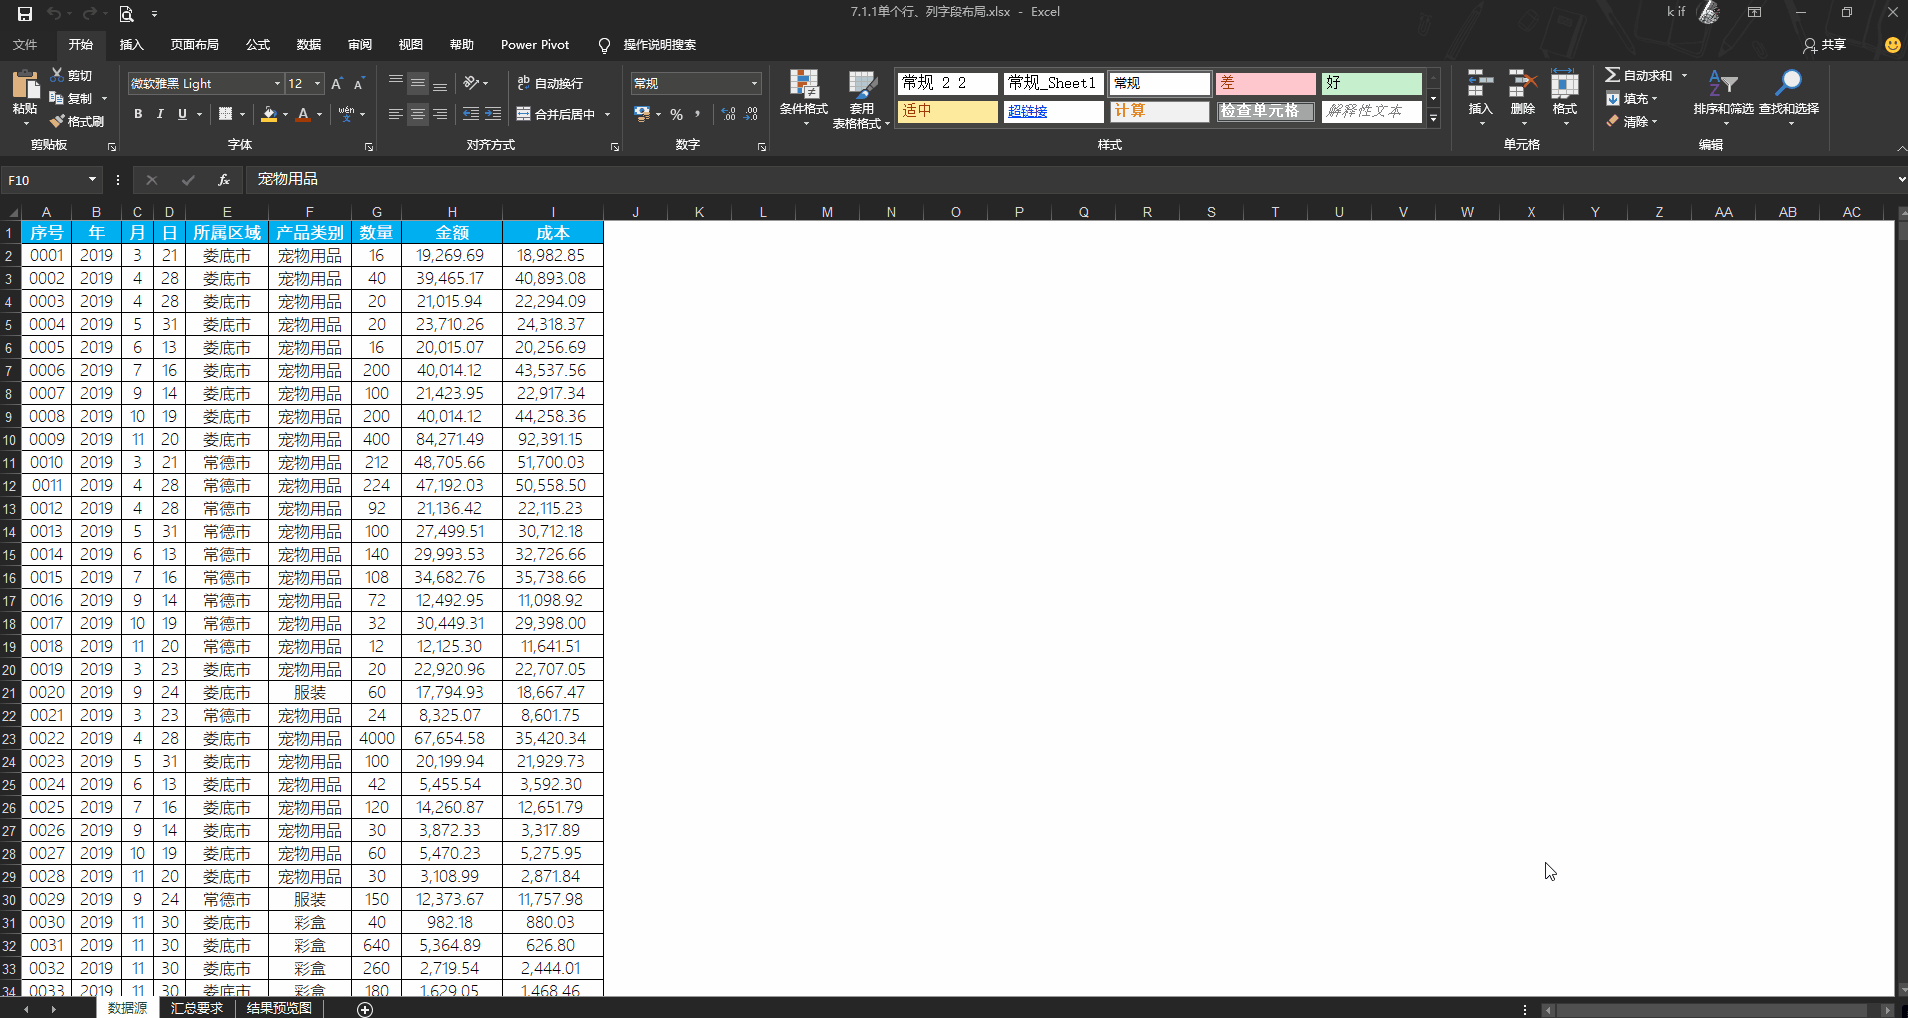 7.1.1单个行、列字段布局.xlsx - Excel
k if
文件 开始 插入 页面布局 公式 数据 审阅 视图 帮助 Power Pivot 操作说明搜索 共享
粘贴 剪切 复制 格式刷 剪贴板
微软雅黑 Light 12 A A B I U A wén 字体
ab 自动换行 合并后居中 对齐方式
常规 % , .00 数字
条件格式 套用 表格格式
常规 2 2 常规_Sheet1 常规 差 好
适中 超链接 计算 检查单元格 解释性文本
样式
插入 删除 格式 单元格
自动求和 填充 清除 排序和筛选 查找和选择 编辑
F10 fx 宠物用品
A B C D E F G H I J K L M N O P Q R S T U V W X Y Z AA AB AC
1 序号 年 月 日 所属区域 产品类别 数量 金额 成本
2 0001 2019 3 21 娄底市 宠物用品 16 19,269.69 18,982.85
3 0002 2019 4 28 娄底市 宠物用品 40 39,465.17 40,893.08
4 0003 2019 4 28 娄底市 宠物用品 20 21,015.94 22,294.09
5 0004 2019 5 31 娄底市 宠物用品 20 23,710.26 24,318.37
6 0005 2019 6 13 娄底市 宠物用品 16 20,015.07 20,256.69
7 0006 2019 7 16 娄底市 宠物用品 200 40,014.12 43,537.56
8 0007 2019 9 14 娄底市 宠物用品 100 21,423.95 22,917.34
9 0008 2019 10 19 娄底市 宠物用品 200 40,014.12 44,258.36
10 0009 2019 11 20 娄底市 宠物用品 400 84,271.49 92,391.15
11 0010 2019 3 21 常德市 宠物用品 212 48,705.66 51,700.03
12 0011 2019 4 28 常德市 宠物用品 224 47,192.03 50,558.50
13 0012 2019 4 28 常德市 宠物用品 92 21,136.42 22,115.23
14 0013 2019 5 31 常德市 宠物用品 100 27,499.51 30,712.18
15 0014 2019 6 13 常德市 宠物用品 140 29,993.53 32,726.66
16 0015 2019 7 16 常德市 宠物用品 108 34,682.76 35,738.66
17 0016 2019 9 14 常德市 宠物用品 72 12,492.95 11,098.92
18 0017 2019 10 19 常德市 宠物用品 32 30,449.31 29,398.00
19 0018 2019 11 20 常德市 宠物用品 12 12,125.30 11,641.51
20 0019 2019 3 23 娄底市 宠物用品 20 22,920.96 22,707.05
21 0020 2019 9 24 娄底市 服装 60 17,794.93 18,667.47
22 0021 2019 3 23 常德市 宠物用品 24 8,325.07 8,601.75
23 0022 2019 4 28 娄底市 宠物用品 4000 67,654.58 35,420.34
24 0023 2019 5 31 娄底市 宠物用品 100 20,199.94 21,929.73
25 0024 2019 6 13 娄底市 宠物用品 42 5,455.54 3,592.30
26 0025 2019 7 16 娄底市 宠物用品 120 14,260.87 12,651.79
27 0026 2019 9 14 娄底市 宠物用品 30 3,872.33 3,317.89
28 0027 2019 10 19 娄底市 宠物用品 60 5,470.23 5,275.95
29 0028 2019 11 20 娄底市 宠物用品 30 3,108.99 2,871.84
30 0029 2019 9 24 常德市 服装 150 12,373.67 11,757.98
31 0030 2019 11 30 娄底市 彩盒 40 982.18 880.03
32 0031 2019 11 30 娄底市 彩盒 640 5,364.89 626.80
33 0032 2019 11 30 娄底市 彩盒 260 2,719.54 2,444.01
34 0033 2019 11 30 娄底市 彩盒 180 1,629.05 1,468.46
数据源 汇总要求 结果预览图